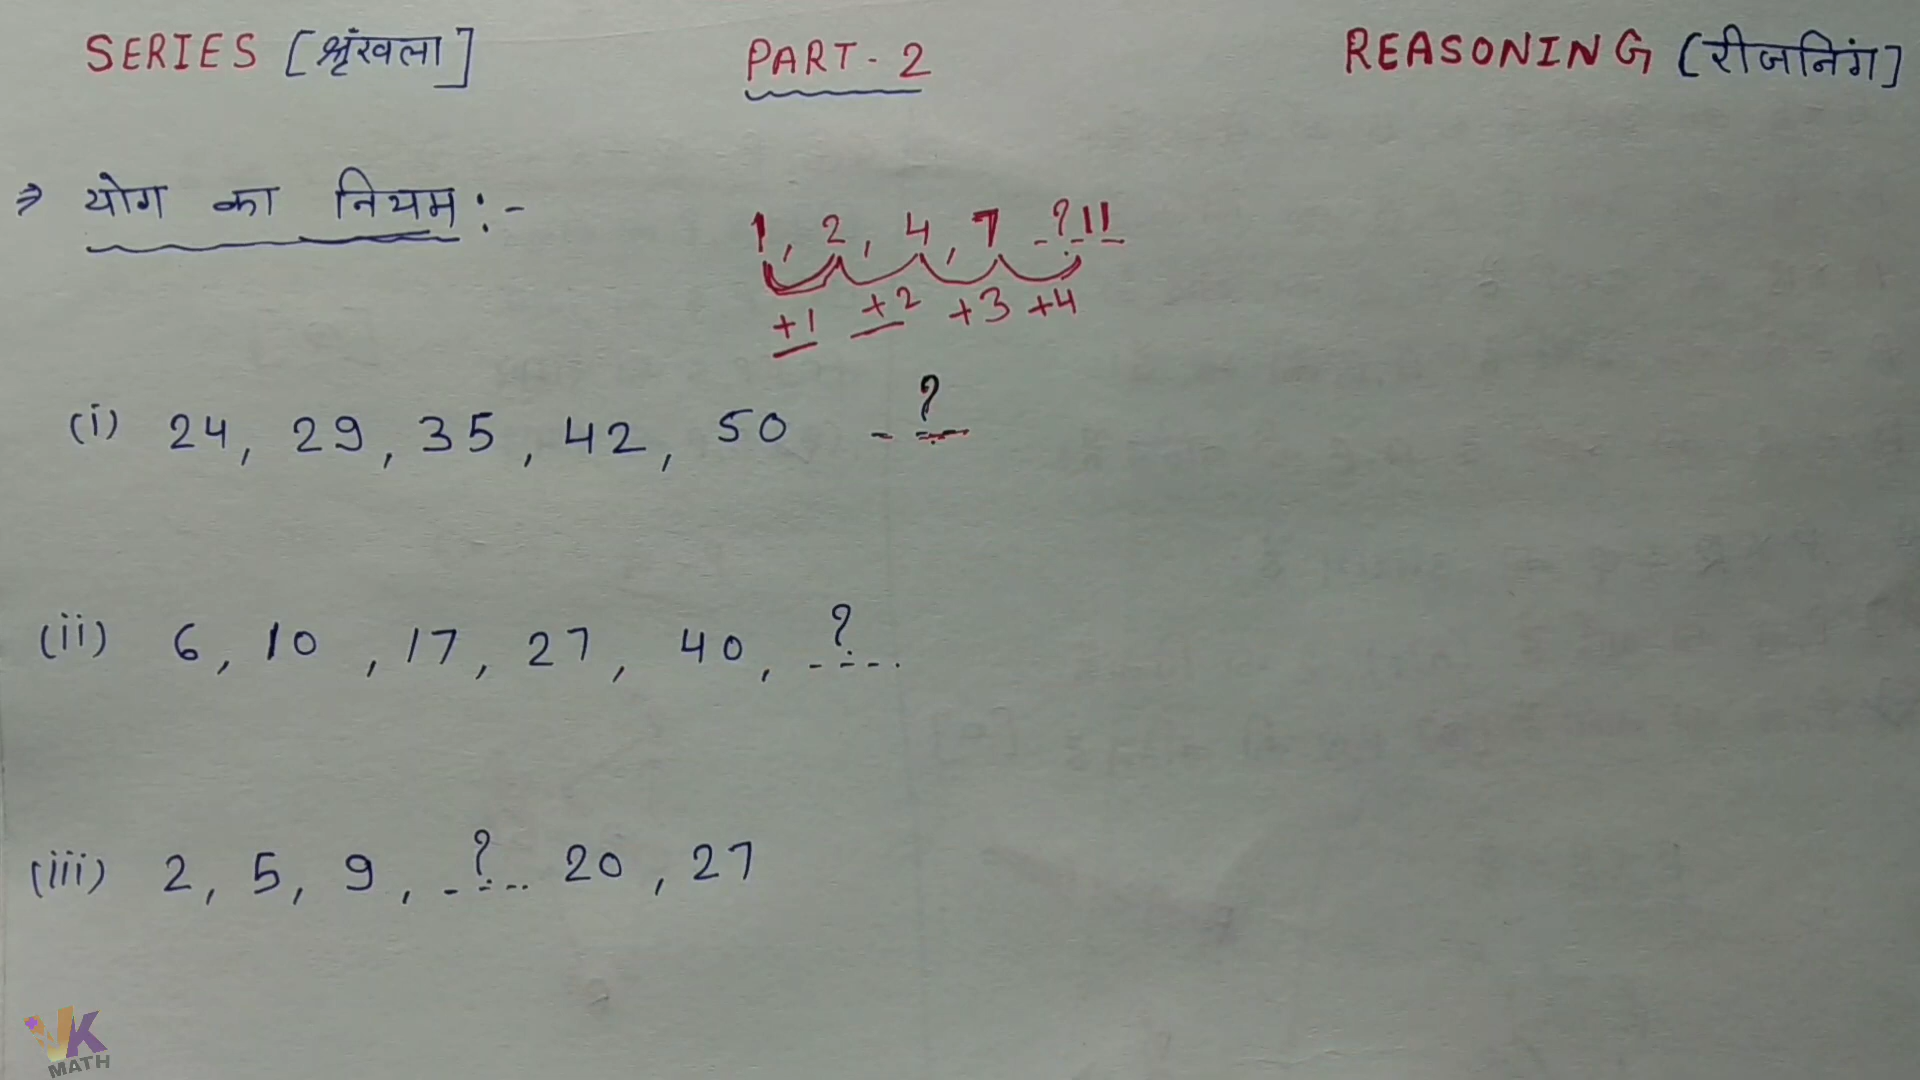 SERIES [श्रृंखला] PART-2 REASONING [रीजनिंग]
⇒ योग का नियम :-
1, 2, 4, 7 - ? 11
+1 +2 +3 +4
(i) 24, 29, 35, 42, 50 - ?
(ii) 6, 10, 17, 27, 40, ----?
(iii) 2, 5, 9, -?-.. 20, 27
VK
MATH